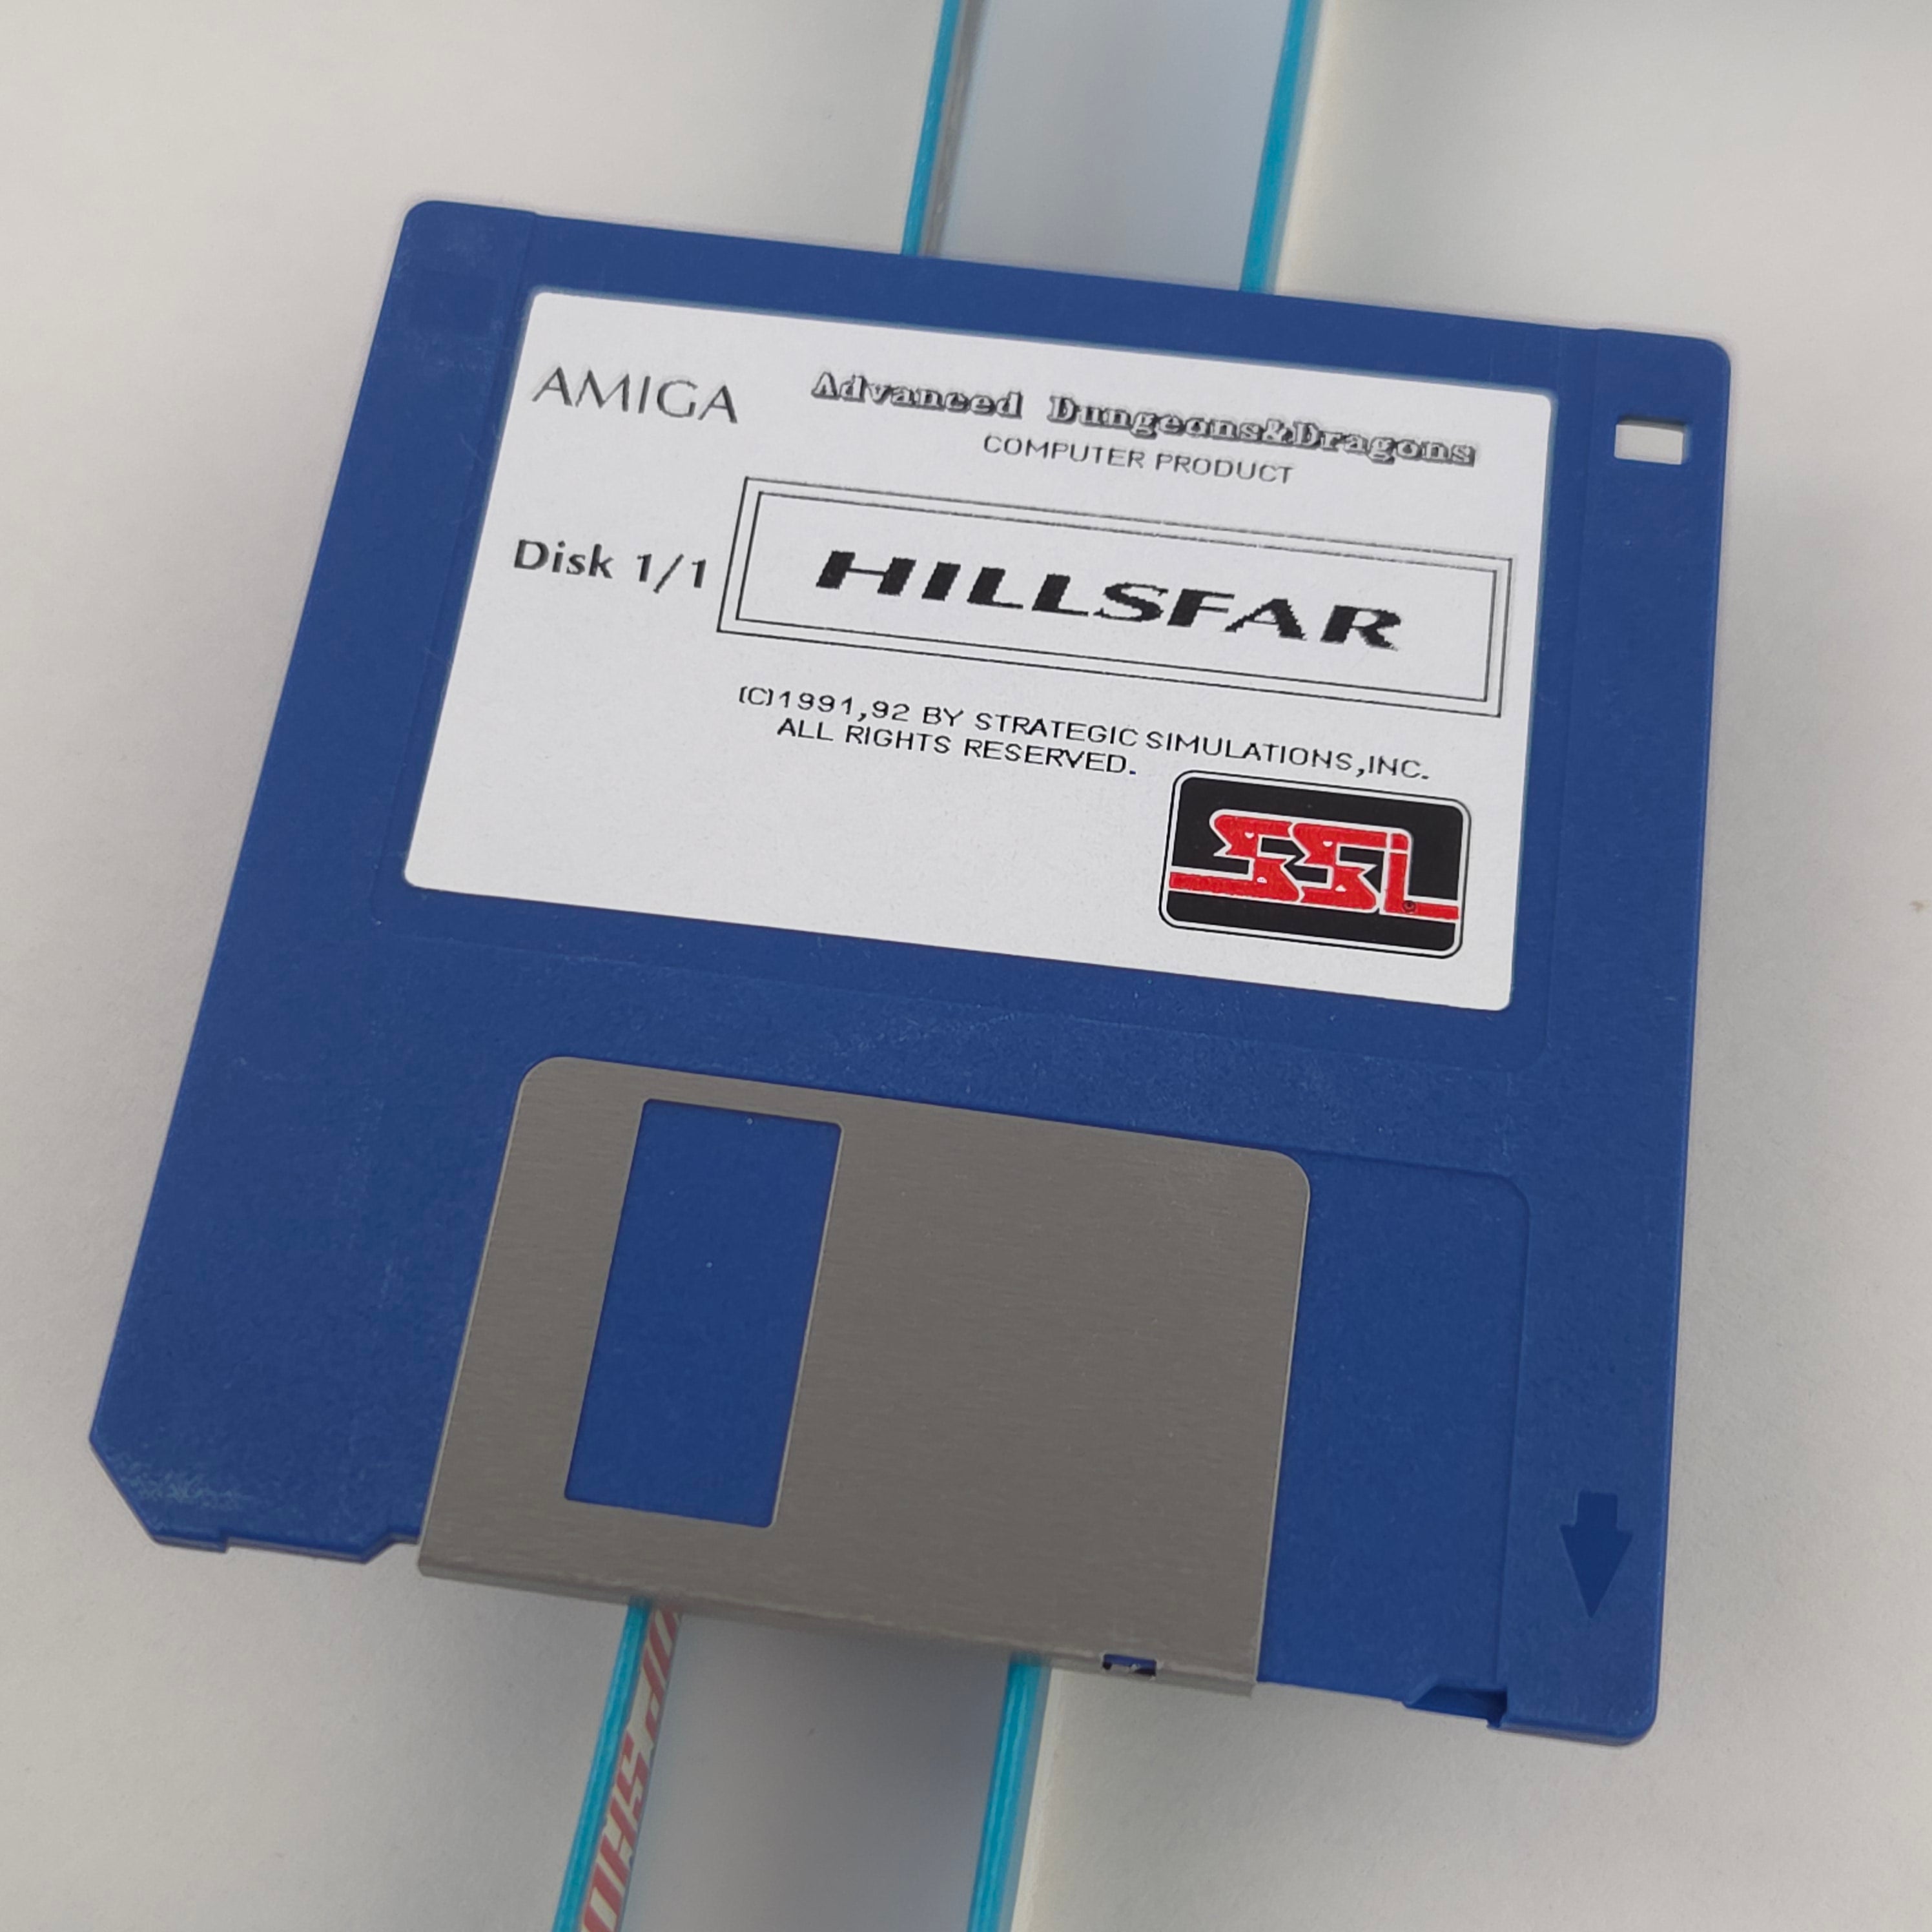 AMIGA
Advanced Dungeons&Dragons
COMPUTER PRODUCT
Disk 1/1
HILLSFAR
(C)1991,92 BY STRATEGIC SIMULATIONS,INC.
ALL RIGHTS RESERVED.
SSI